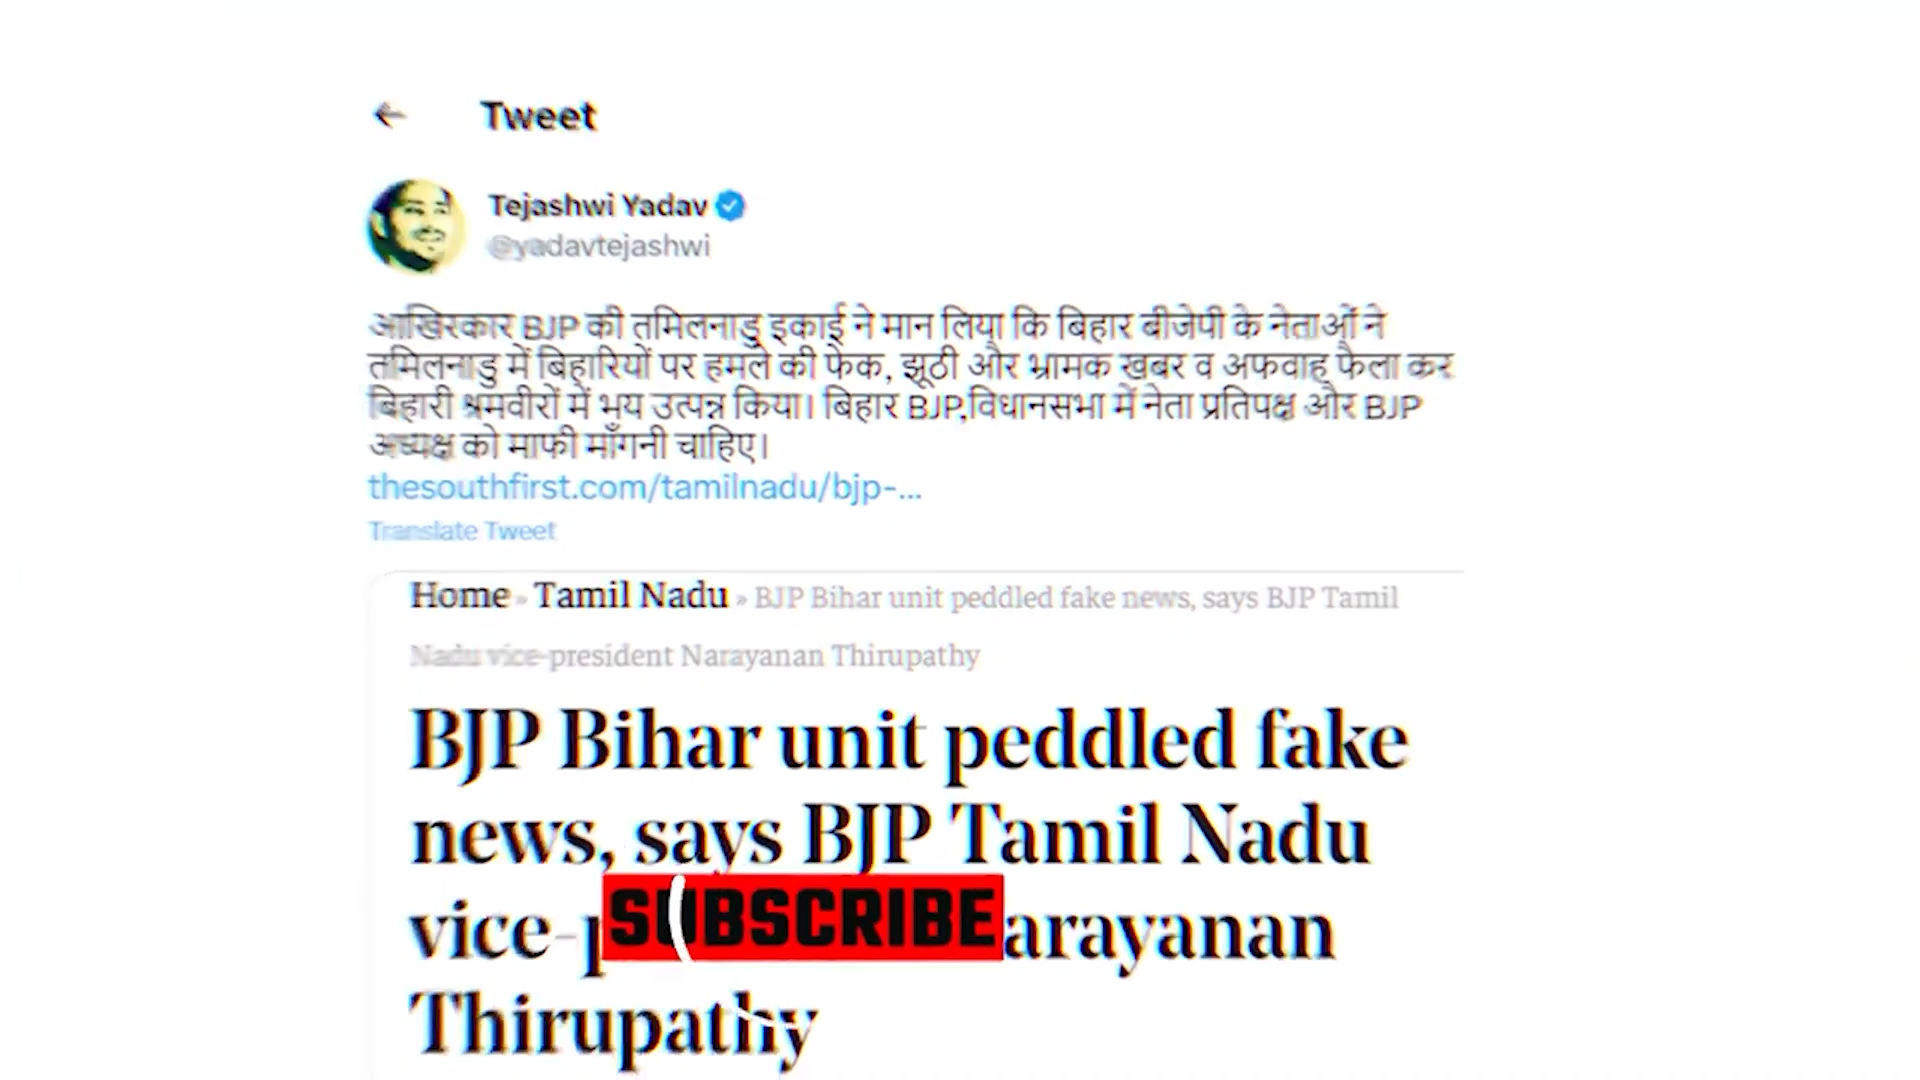 Tweet
Tejashwi Yadav
@yadavtejashwi
आखिरकार BJP की तमिलनाडु इकाई ने मान लिया कि बिहार बीजेपी के नेताओं ने
तमिलनाडु में बिहारियों पर हमले की फेक, झूठी और भ्रामक खबर व अफवाह फैला कर
बिहारी श्रमवीरों में भय उत्पन्न किया। बिहार BJP,विधानसभा में नेता प्रतिपक्ष और BJP
अध्यक्ष को माफी माँगनी चाहिए।
thesouthfirst.com/tamilnadu/bjp-...
Translate Tweet
Home » Tamil Nadu » BJP Bihar unit peddled fake news, says BJP Tamil
Nadu vice-president Narayanan Thirupathy
BJP Bihar unit peddled fake
news, says BJP Tamil Nadu
vice-p SUBSCRIBE arayanan
Thirupathy